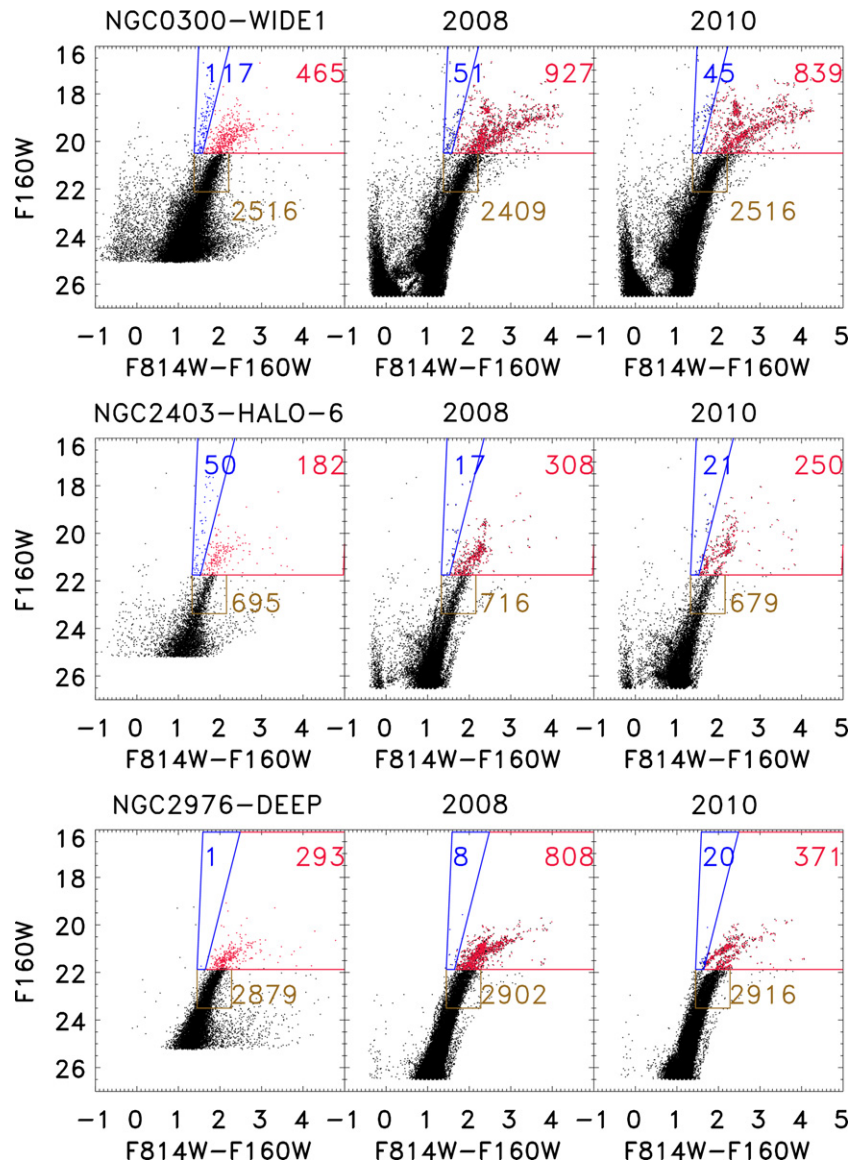 NGC0300-WIDE1 2008 2010
16
117 465 51 927 45 839
18
20
F160W
22
2516 2409 2516
24
26
-1 0 1 2 3 4 -1 0 1 2 3 4 -1 0 1 2 3 4 5
F814W-F160W F814W-F160W F814W-F160W
NGC2403-HALO-6 2008 2010
16
50 182 17 308 21 250
18
20
F160W
22
695 716 679
24
26
-1 0 1 2 3 4 -1 0 1 2 3 4 -1 0 1 2 3 4 5
F814W-F160W F814W-F160W F814W-F160W
NGC2976-DEEP 2008 2010
16
1 293 8 808 20 371
18
20
F160W
22
2879 2902 2916
24
26
-1 0 1 2 3 4 -1 0 1 2 3 4 -1 0 1 2 3 4 5
F814W-F160W F814W-F160W F814W-F160W